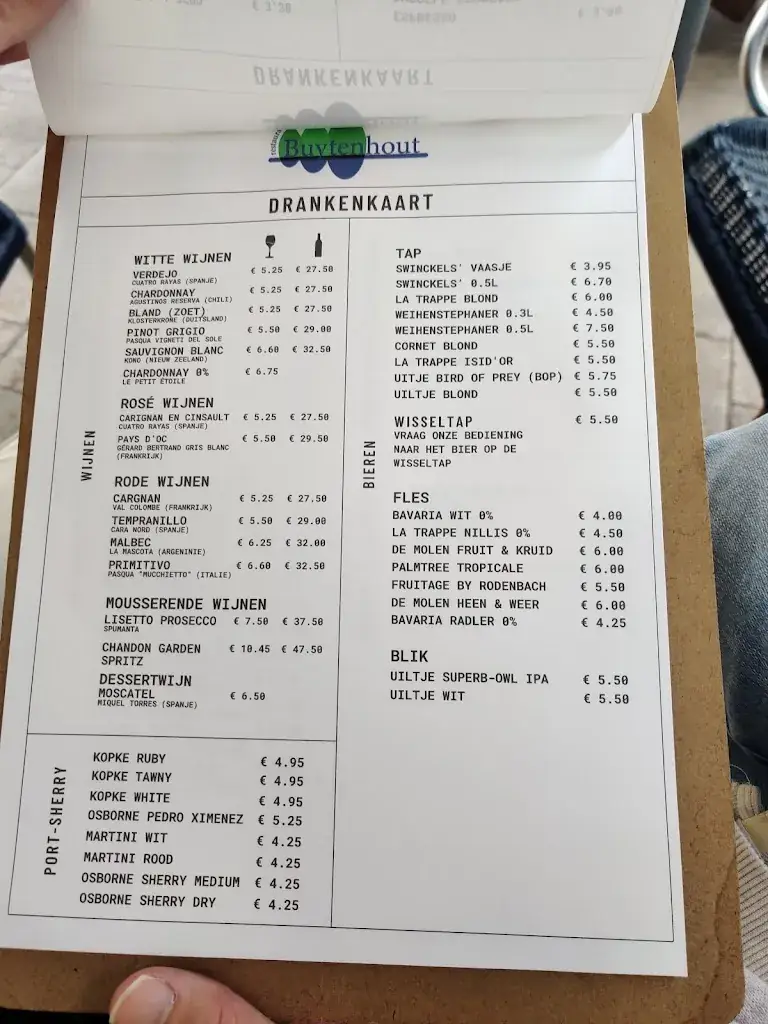 € 3.30
ESPRESSO
DRANKENKAART
Buytenhout
DRANKENKAART
WIJNEN
WITTE WIJNEN
VERDEJO € 5.25 € 27.50
CUATRO RAYAS (SPANJE)
CHARDONNAY € 5.25 € 27.50
AGUSTINOS RESERVA (CHILI)
BLAND (ZOET) € 5.25 € 27.50
KLOSTERKRONE (DUITSLAND)
PINOT GRIGIO € 5.50 € 29.00
PASQUA VIGNETI DEL SOLE
SAUVIGNON BLANC € 6.60 € 32.50
KONO (NIEUW ZEELAND)
CHARDONNAY 0% € 6.75
LE PETIT ÉTOILE
ROSÉ WIJNEN
CARIGNAN EN CINSAULT € 5.25 € 27.50
CUATRO RAYAS (SPANJE)
PAYS D'OC € 5.50 € 29.50
GÉRARD BERTRAND GRIS BLANC
(FRANKRIJK)
RODE WIJNEN
CARGNAN € 5.25 € 27.50
VAL COLOMBE (FRANKRIJK)
TEMPRANILLO € 5.50 € 29.00
CARA NORD (SPANJE)
MALBEC € 6.25 € 32.00
LA MASCOTA (ARGENINIE)
PRIMITIVO € 6.60 € 32.50
PASQUA "MUCCHIETTO" (ITALIE)
MOUSSERENDE WIJNEN
LISETTO PROSECCO € 7.50 € 37.50
SPUMANTA
CHANDON GARDEN € 10.45 € 47.50
SPRITZ
DESSERTWIJN
MOSCATEL € 6.50
MIQUEL TORRES (SPANJE)
PORT-SHERRY
KOPKE RUBY € 4.95
KOPKE TAWNY € 4.95
KOPKE WHITE € 4.95
OSBORNE PEDRO XIMENEZ € 5.25
MARTINI WIT € 4.25
MARTINI ROOD € 4.25
OSBORNE SHERRY MEDIUM € 4.25
OSBORNE SHERRY DRY € 4.25
BIEREN
TAP
SWINCKELS' VAASJE € 3.95
SWINCKELS' 0.5L € 6.70
LA TRAPPE BLOND € 6.00
WEIHENSTEPHANER 0.3L € 4.50
WEIHENSTEPHANER 0.5L € 7.50
CORNET BLOND € 5.50
LA TRAPPE ISID'OR € 5.50
UITJE BIRD OF PREY (BOP) € 5.75
UILTJE BLOND € 5.50
WISSELTAP € 5.50
VRAAG ONZE BEDIENING
NAAR HET BIER OP DE
WISSELTAP
FLES
BAVARIA WIT 0% € 4.00
LA TRAPPE NILLIS 0% € 4.50
DE MOLEN FRUIT & KRUID € 6.00
PALMTREE TROPICALE € 6.00
FRUITAGE BY RODENBACH € 5.50
DE MOLEN HEEN & WEER € 6.00
BAVARIA RADLER 0% € 4.25
BLIK
UILTJE SUPERB-OWL IPA € 5.50
UILTJE WIT € 5.50